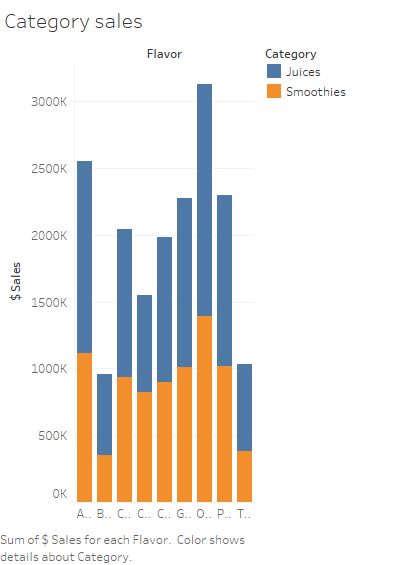 Category sales
Flavor
Category
Juices
Smoothies
$ Sales
3000K
2500K
2000K
1500K
1000K
500K
0K
A.. B.. C.. C.. C.. G.. O.. P.. T..
Sum of $ Sales for each Flavor. Color shows
details about Category.